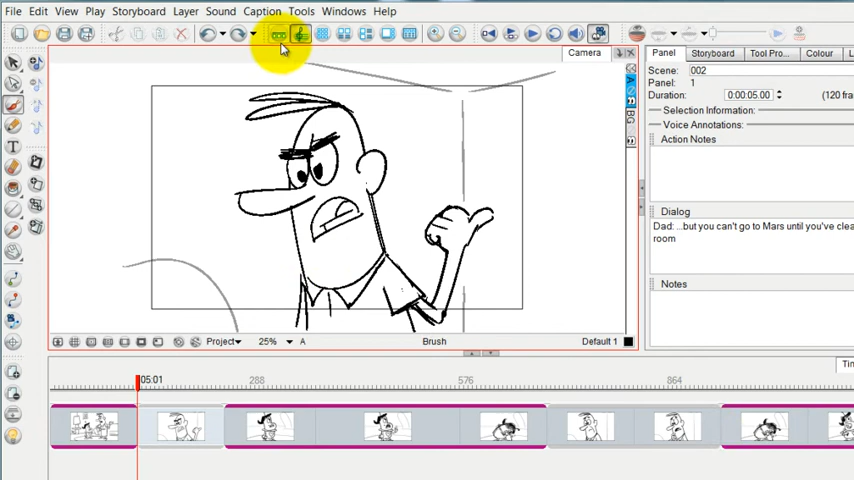 File Edit View Play Storyboard Layer Sound Caption Tools Windows Help
Camera
Panel Storyboard Tool Pro... Colour
Scene: 002
Panel: 1
Duration: 0:00:05.00 (120 fra
Selection Information:
Voice Annotations:
Action Notes
Dialog
Dad: ...but you can't go to Mars until you've clea
room
Notes
A
BG
T
Project 25% A Brush Default 1
05:01 288 576 864